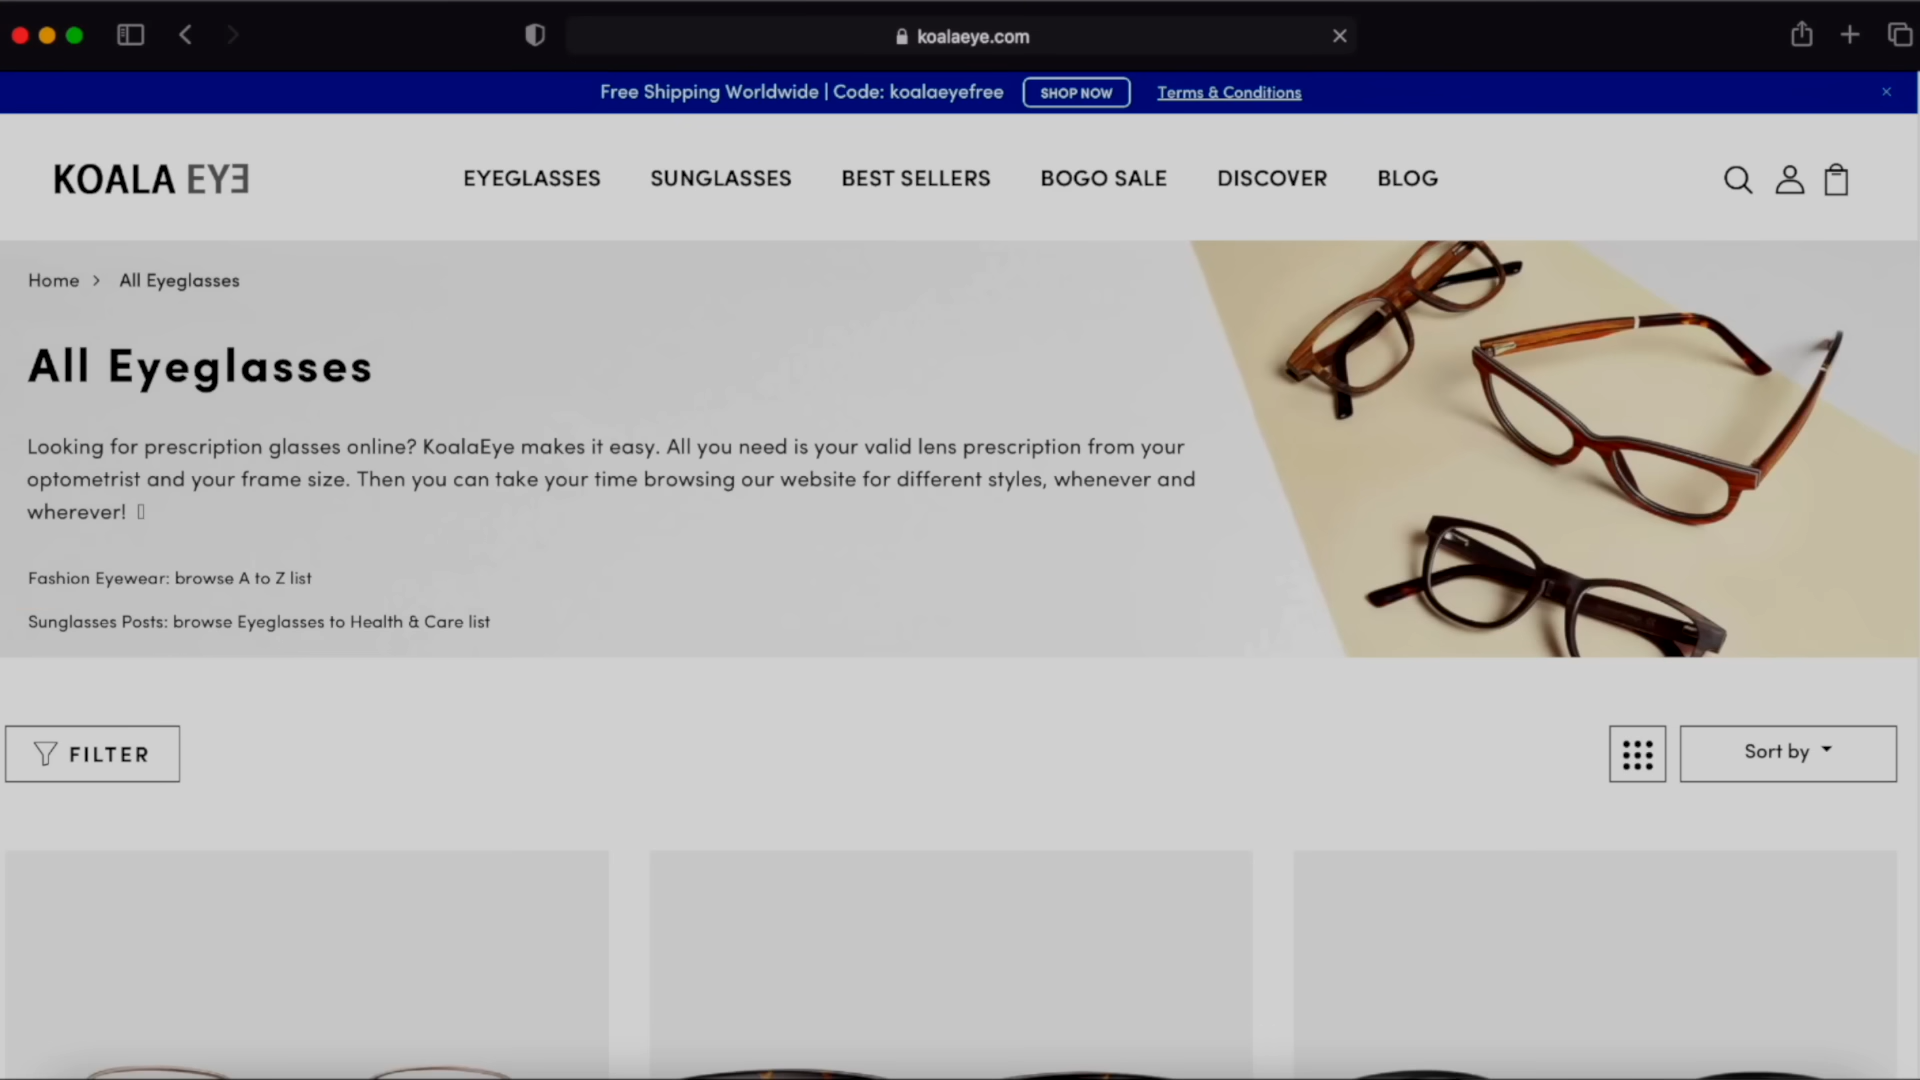 koalaeye.com
Free Shipping Worldwide | Code: koalaeyefree SHOP NOW Terms & Conditions
KOALA EYE EYEGLASSES SUNGLASSES BEST SELLERS BOGO SALE DISCOVER BLOG
Home > All Eyeglasses
All Eyeglasses
Looking for prescription glasses online? KoalaEye makes it easy. All you need is your valid lens prescription from your
optometrist and your frame size. Then you can take your time browsing our website for different styles, whenever and
wherever!
Fashion Eyewear: browse A to Z list
Sunglasses Posts: browse Eyeglasses to Health & Care list
FILTER Sort by